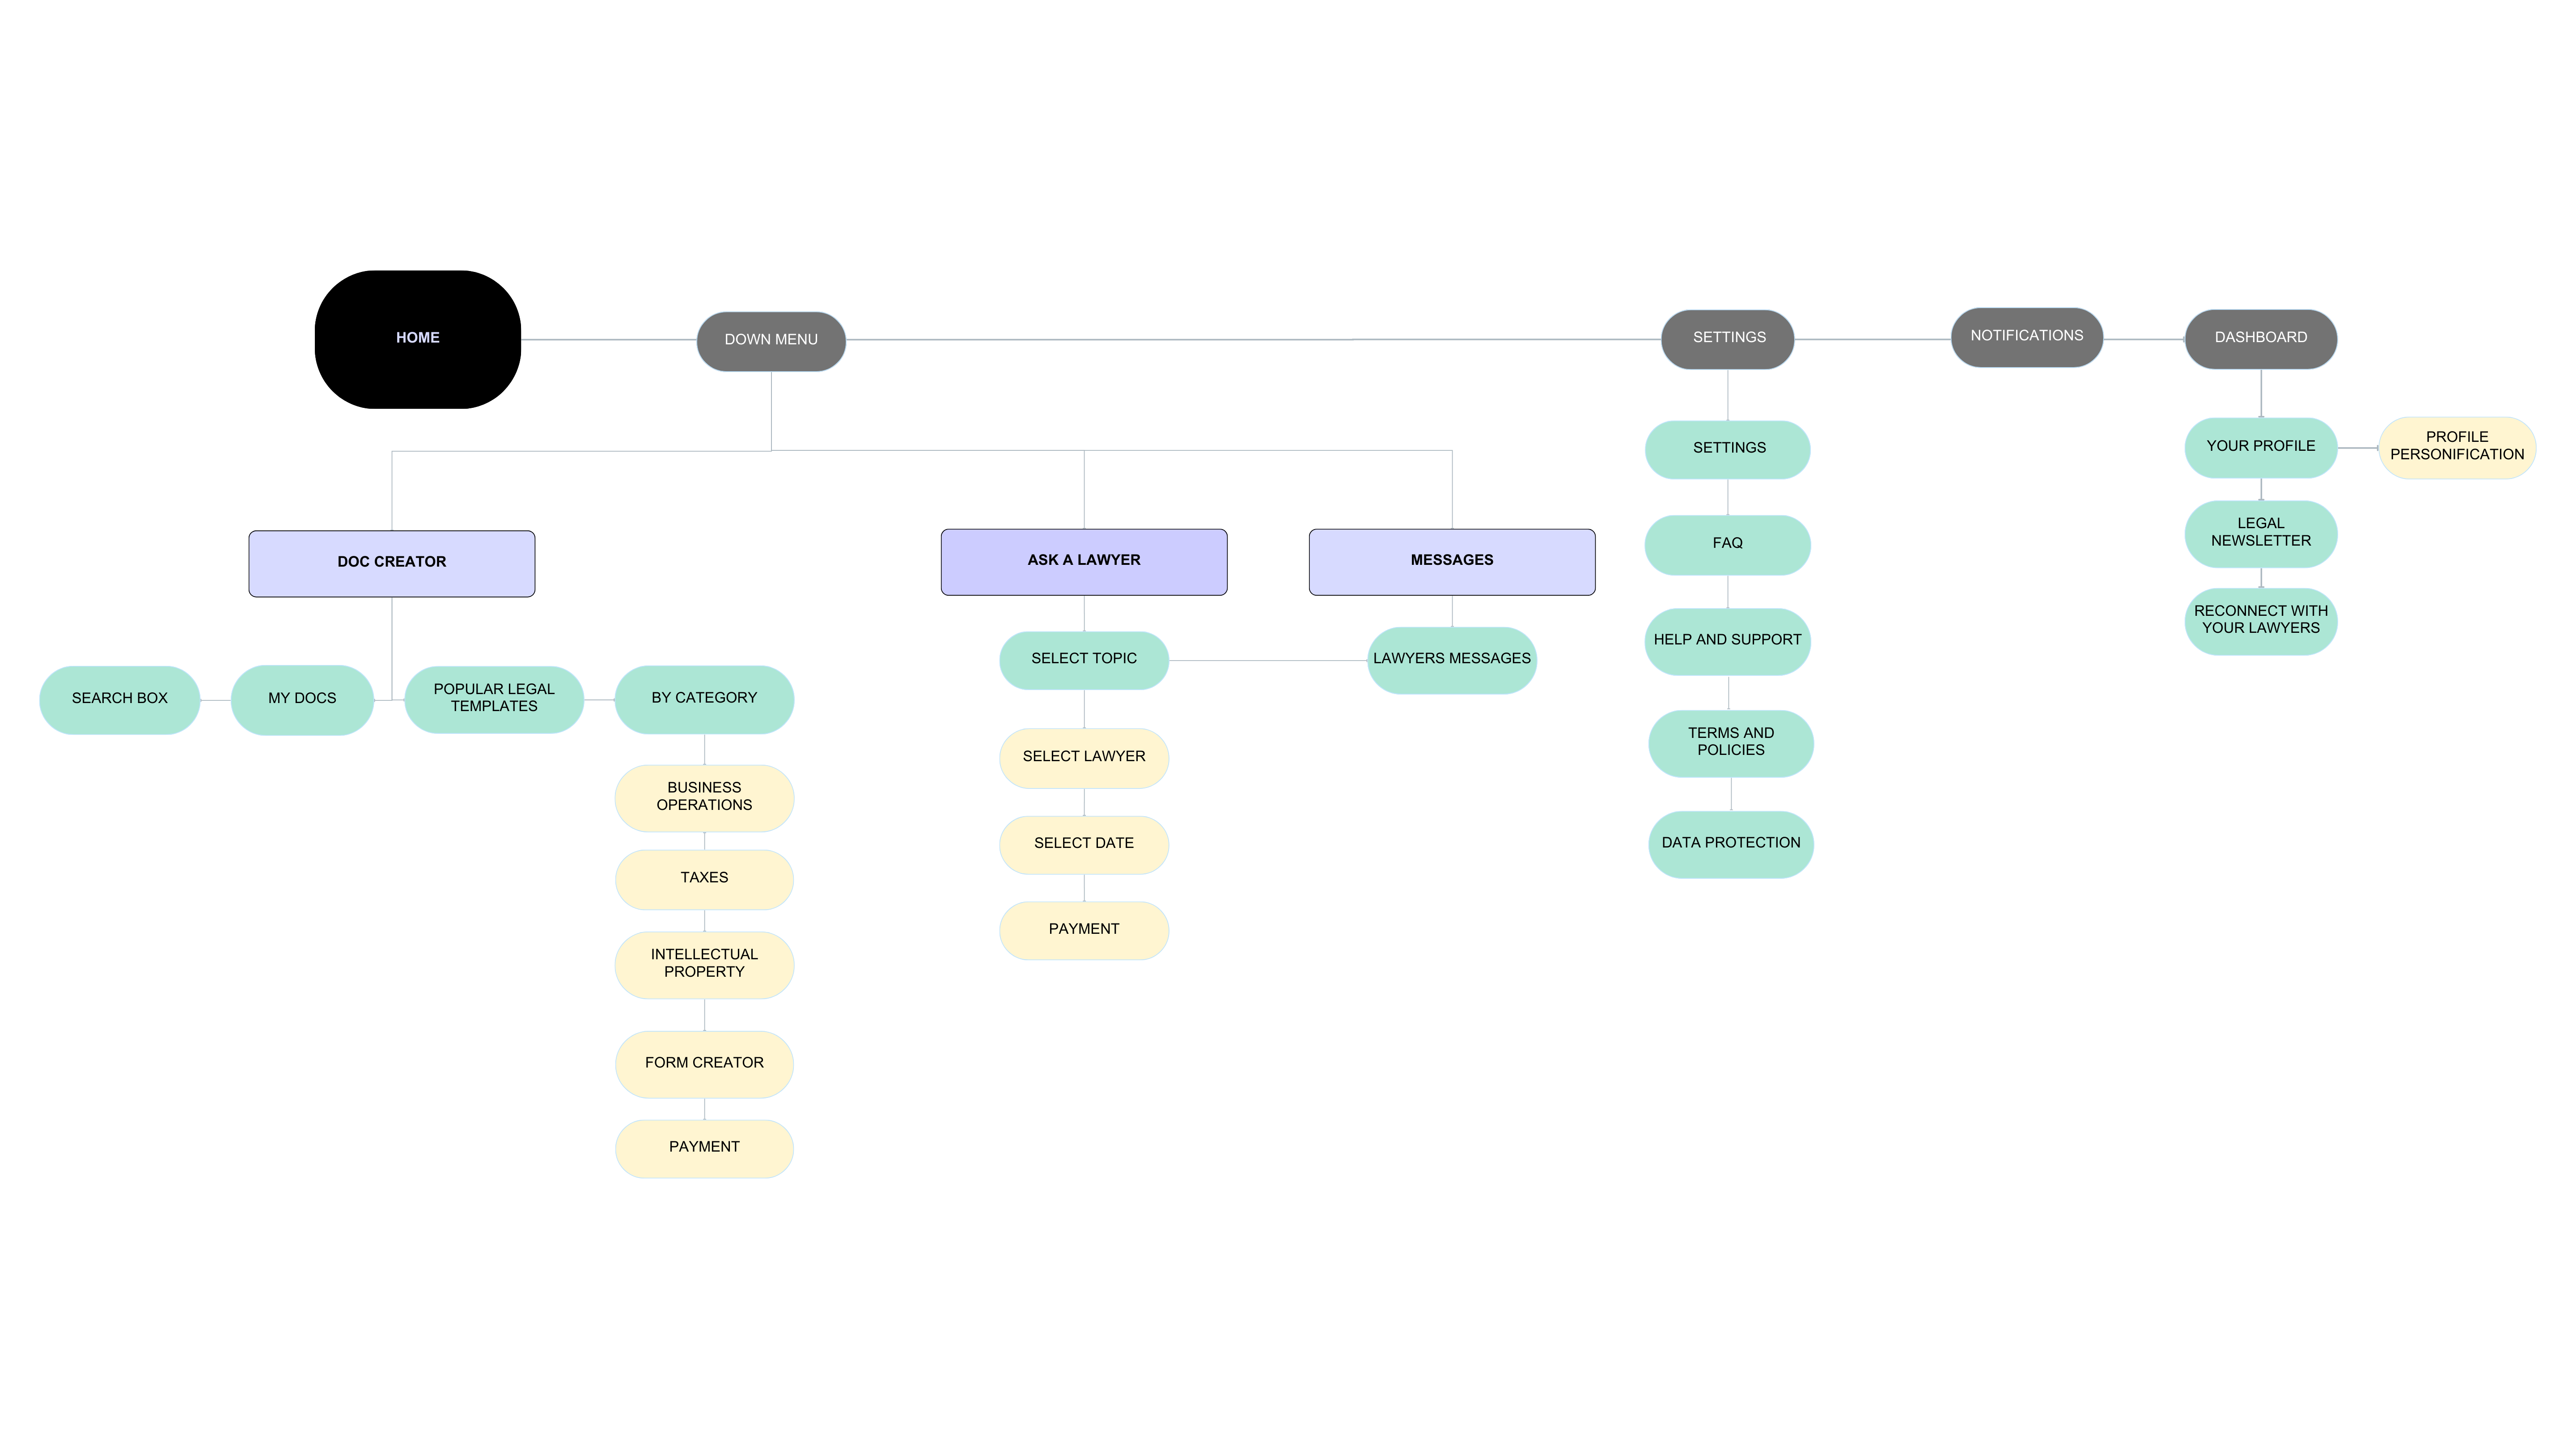 HOME
DOWN MENU
SETTINGS
NOTIFICATIONS
DASHBOARD
DOC CREATOR
SEARCH BOX
MY DOCS
POPULAR LEGAL
TEMPLATES
BY CATEGORY
BUSINESS
OPERATIONS
TAXES
INTELLECTUAL
PROPERTY
FORM CREATOR
PAYMENT
ASK A LAWYER
SELECT TOPIC
SELECT LAWYER
SELECT DATE
PAYMENT
MESSAGES
LAWYERS MESSAGES
SETTINGS
FAQ
HELP AND SUPPORT
TERMS AND
POLICIES
DATA PROTECTION
YOUR PROFILE
PROFILE
PERSONIFICATION
LEGAL
NEWSLETTER
RECONNECT WITH
YOUR LAWYERS